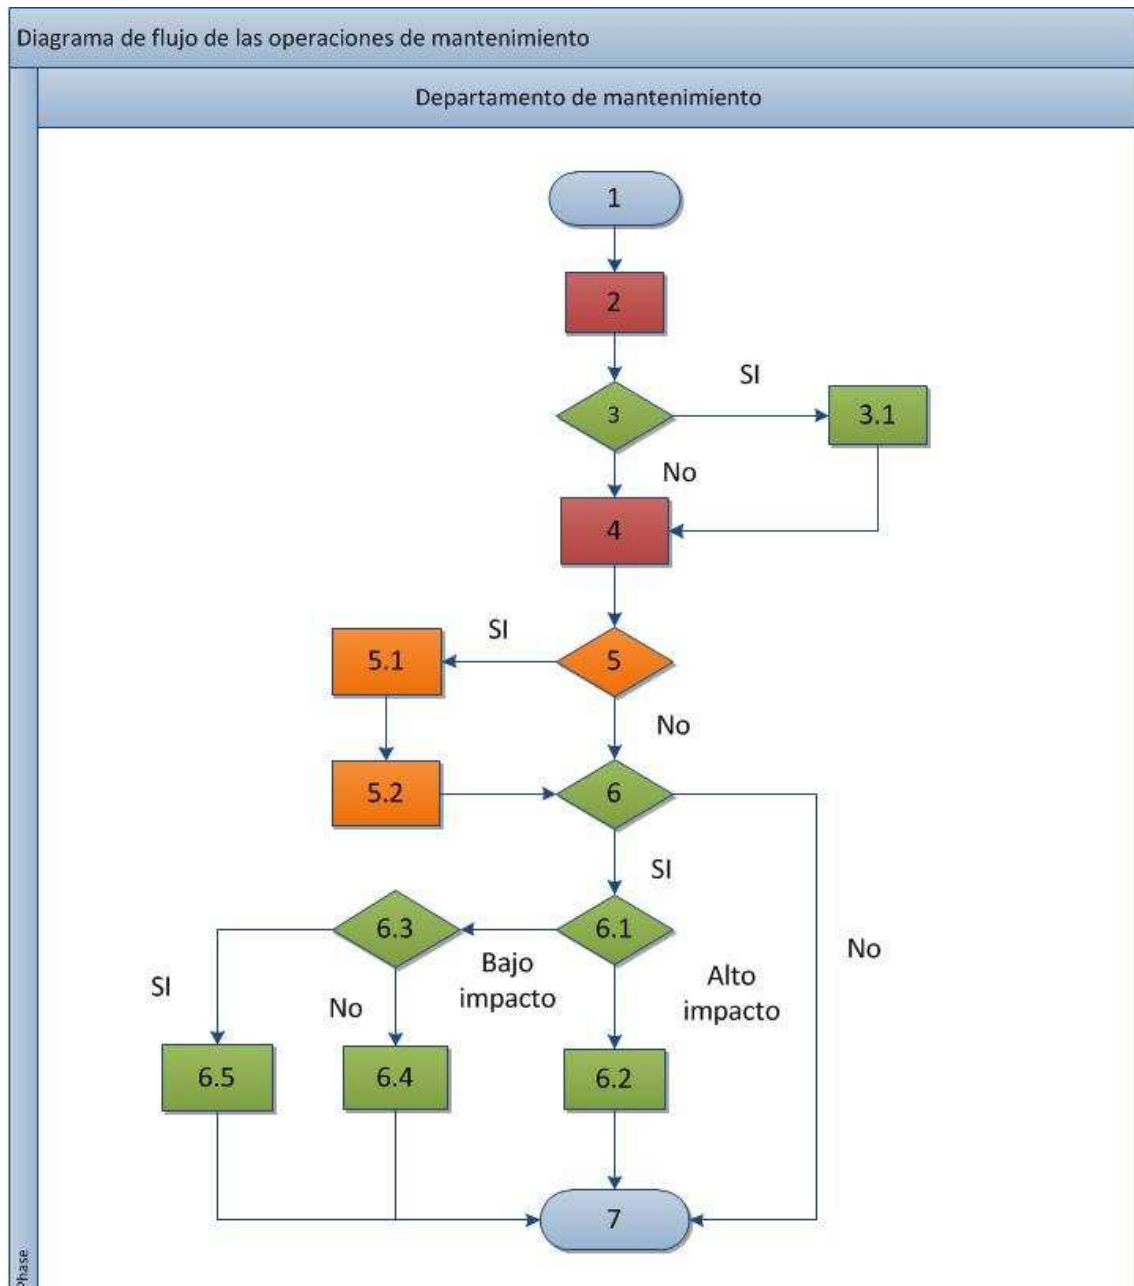 Diagrama de flujo de las operaciones de mantenimiento
Departamento de mantenimiento
1
2
SI
3
3.1
No
4
SI
5.1
5
No
5.2
6
SI
6.3
6.1
No
Bajo
impacto
Alto
impacto
SI
No
6.5
6.4
6.2
7
Phase